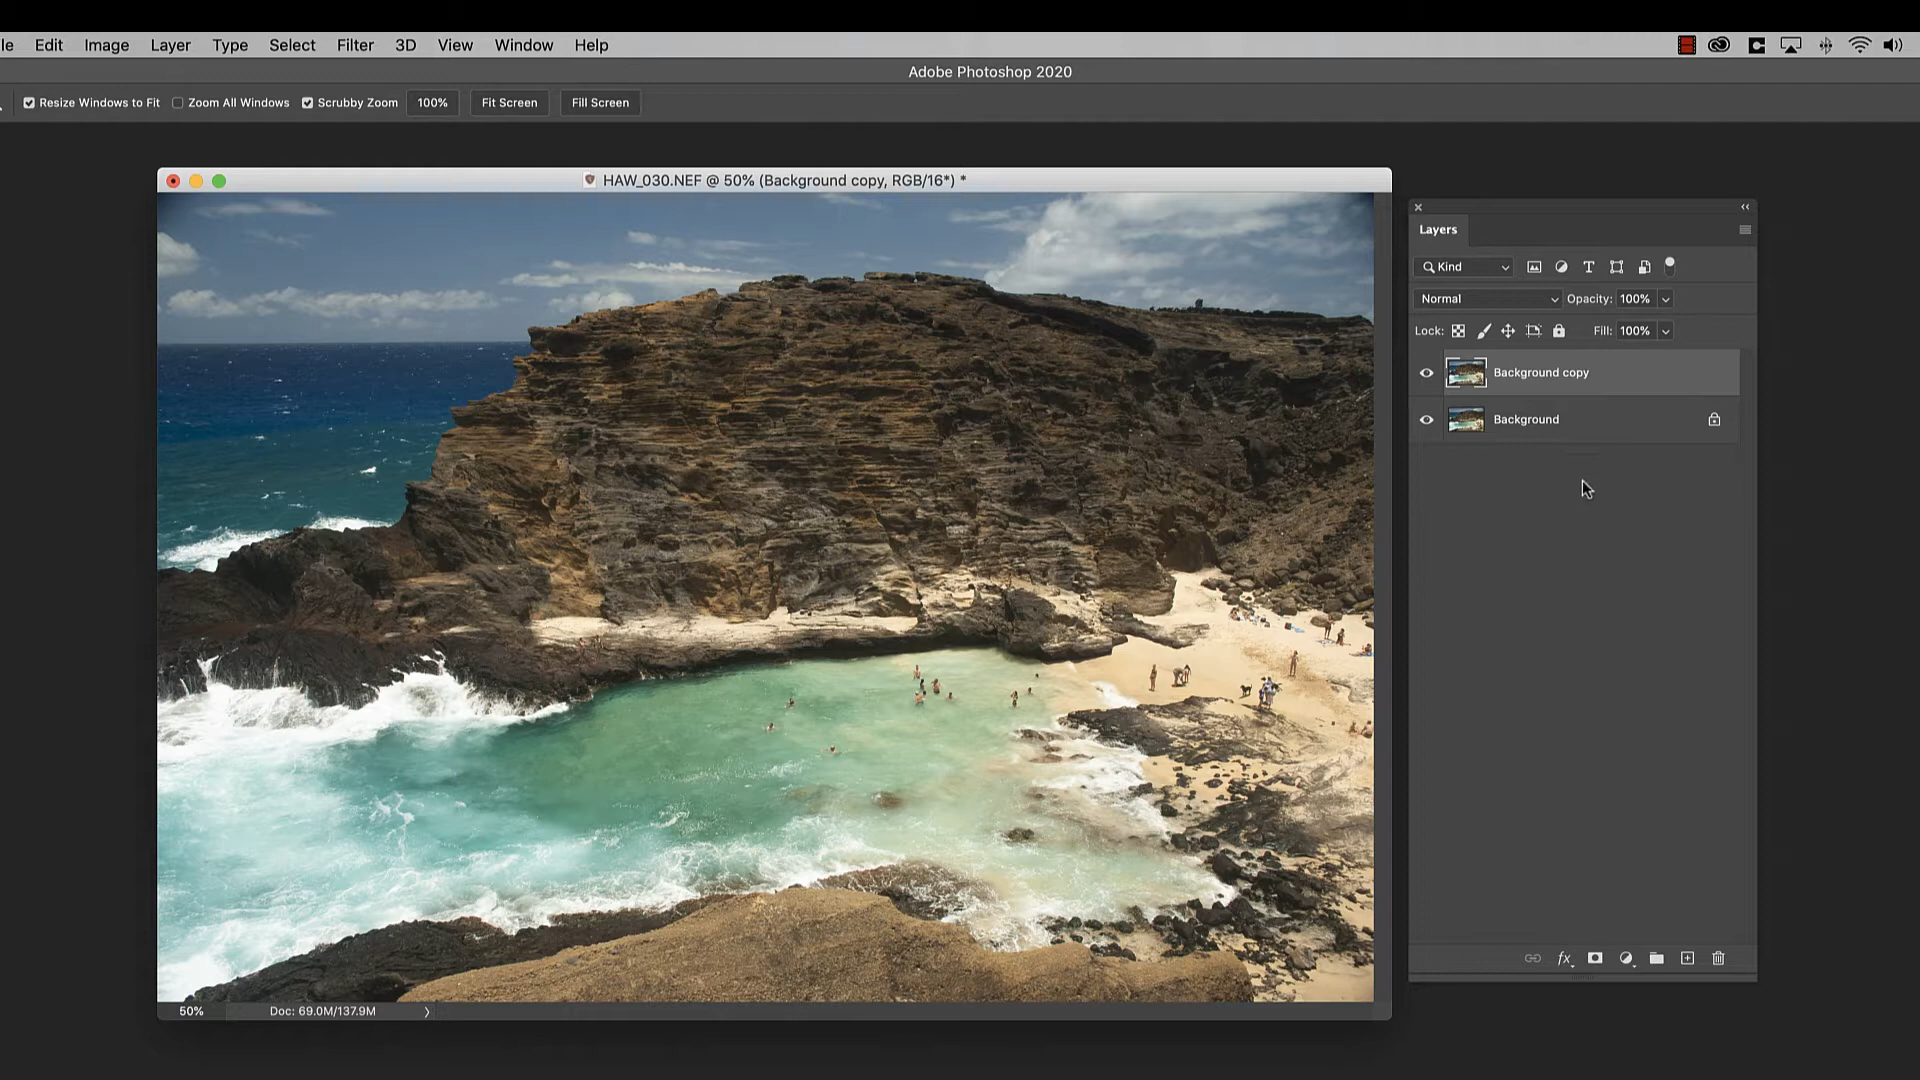 le Edit Image Layer Type Select Filter 3D View Window Help
Adobe Photoshop 2020
Resize Windows to Fit Zoom All Windows Scrubby Zoom 100% Fit Screen Fill Screen
HAW_030.NEF @ 50% (Background copy, RGB/16*) *
Layers
Kind
Normal Opacity: 100%
Lock: Fill: 100%
Background copy
Background
fx
50% Doc: 69.0M/137.9M